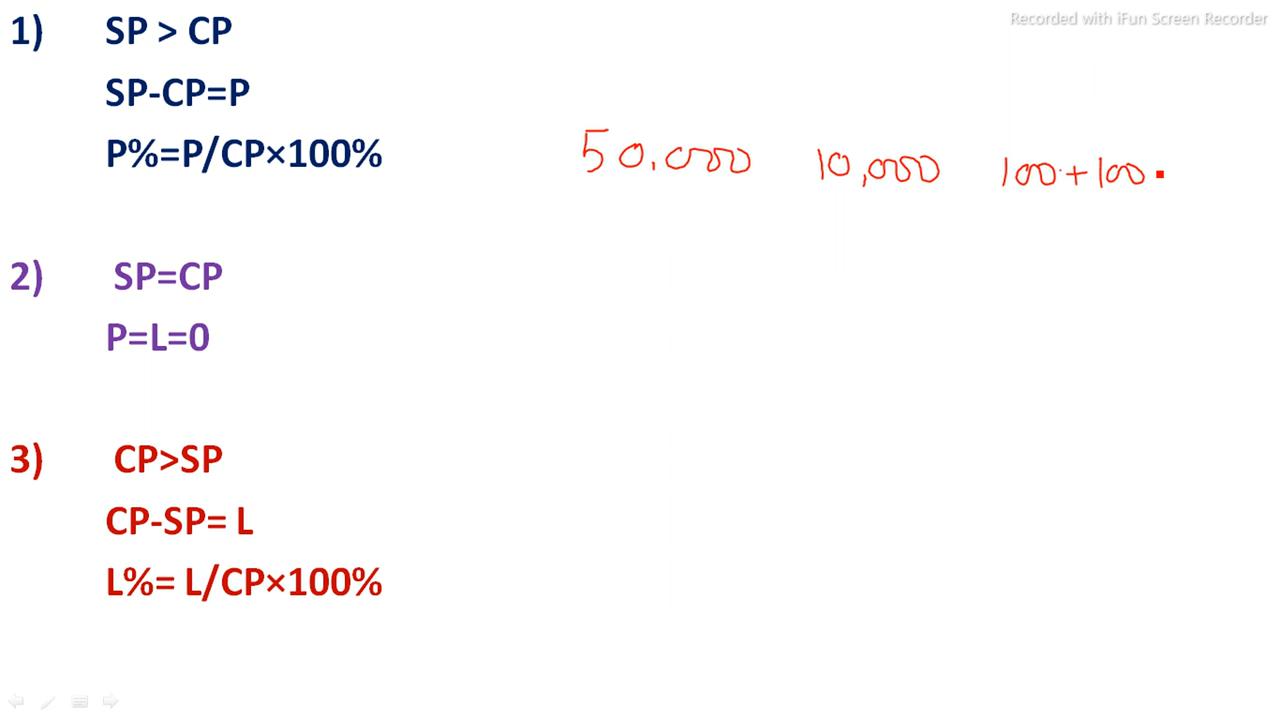 Recorded with iFun Screen Recorder
1) SP > CP
SP-CP=P
P%=P/CP×100%
50.000 10,000 100+100
2) SP=CP
P=L=0
3) CP>SP
CP-SP= L
L%= L/CP×100%